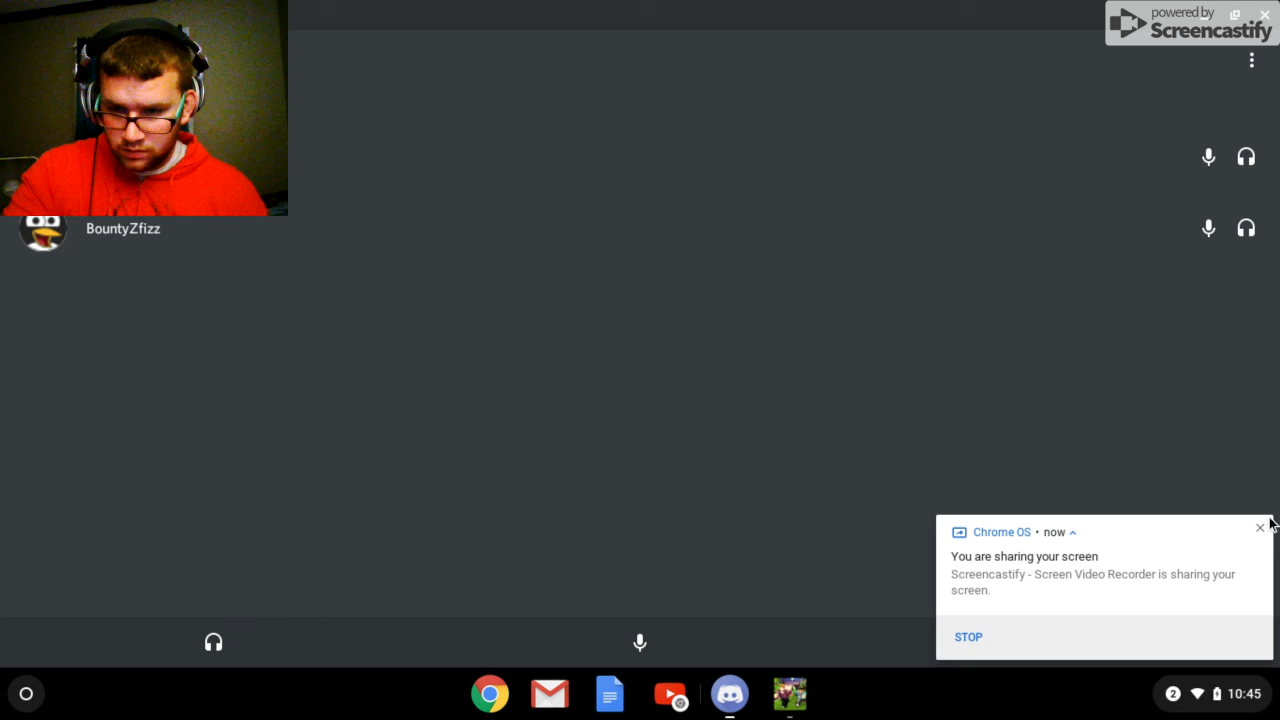 powered by
Screencastify
BountyZfizz
Chrome OS • now
You are sharing your screen
Screencastify - Screen Video Recorder is sharing your
screen.
STOP
2 10:45